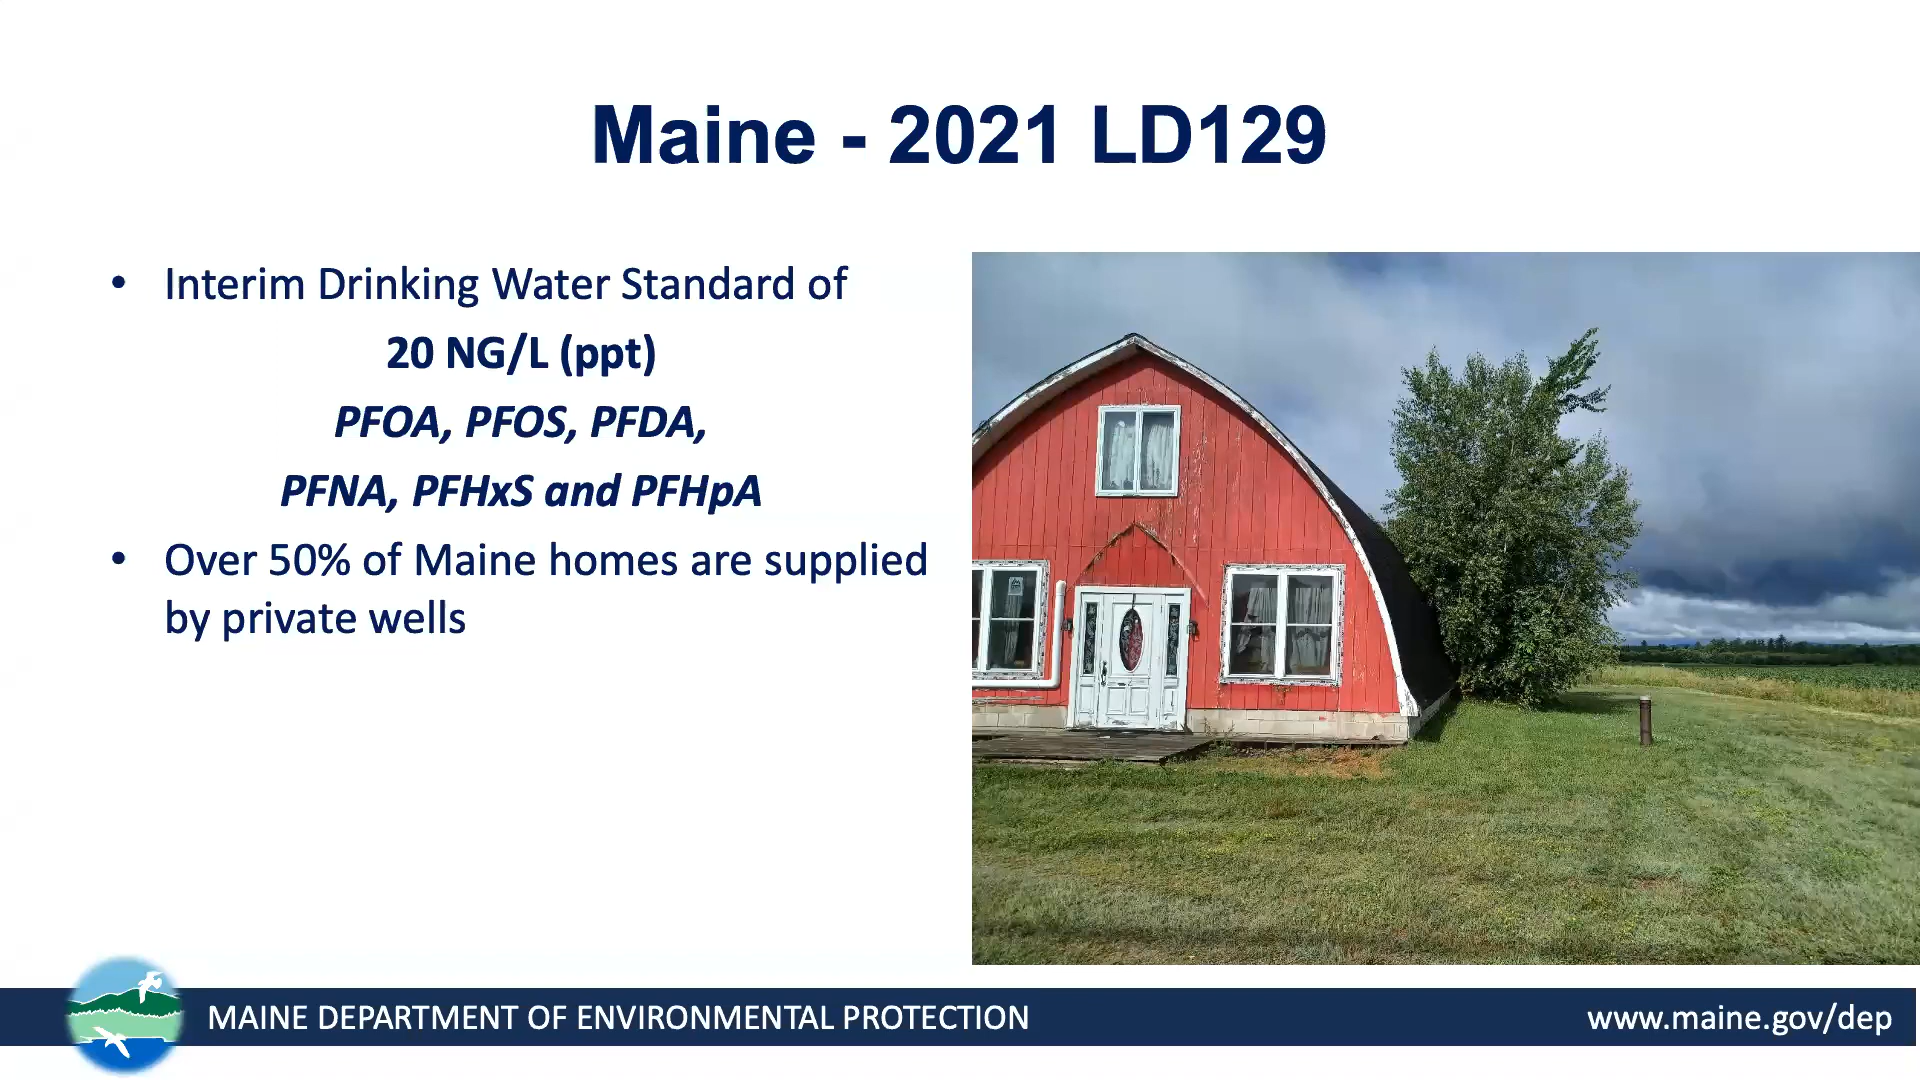 Maine - 2021 LD129
• Interim Drinking Water Standard of
20 NG/L (ppt)
PFOA, PFOS, PFDA,
PFNA, PFHxS and PFHpA
• Over 50% of Maine homes are supplied
by private wells
MAINE DEPARTMENT OF ENVIRONMENTAL PROTECTION
www.maine.gov/dep